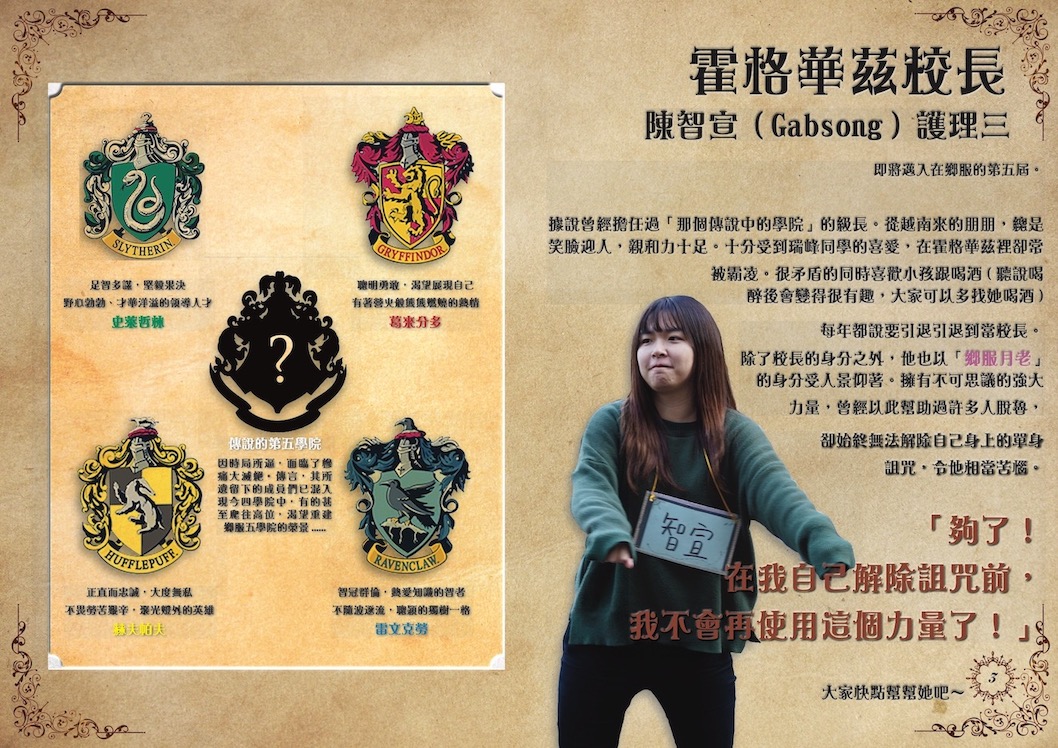 SLYTHERIN
足智多謀，堅毅果決
野心勃勃、才華洋溢的領導人才
史萊哲林
GRYFFINDOR
聰明勇敢，渴望展現自己
有著營火般熊熊燃燒的熱情
葛來分多
?
傳說的第五學院
因時局所逼，面臨了慘
痛大滅絕，傳言，其所
遺留下的成員們已混入
現今四學院中，有的甚
至爬往高位，渴望重建
鄉服五學院的榮景......
HUFFLEPUFF
正直而忠誠，大度無私
不畏勞苦艱辛，聚光燈外的英雄
赫夫帕夫
RAVENCLAW
智冠群倫，熱愛知識的智者
不隨波逐流，聰穎的獨樹一格
雷文克勞
霍格華茲校長
陳智宣（Gabsong）護理三
即將邁入在鄉服的第五屆。
據說曾經擔任過「那個傳說中的學院」的級長。從越南來的朋朋，總是
笑臉迎人，親和力十足。十分受到瑞峰同學的喜愛，在霍格華茲裡卻常
被霸凌。很矛盾的同時喜歡小孩跟喝酒（聽說喝
醉後會變得很有趣，大家可以多找她喝酒）
每年都說要引退引退到當校長。
除了校長的身分之外，他也以「鄉服月老」
的身分受人景仰著。擁有不可思議的強大
力量，曾經以此幫助過許多人脫魯，
卻始終無法解除自己身上的單身
詛咒，令他相當苦惱。
智宣
「夠了！
在我自己解除詛咒前，
我不會再使用這個力量了！」
大家快點幫幫她吧～
5